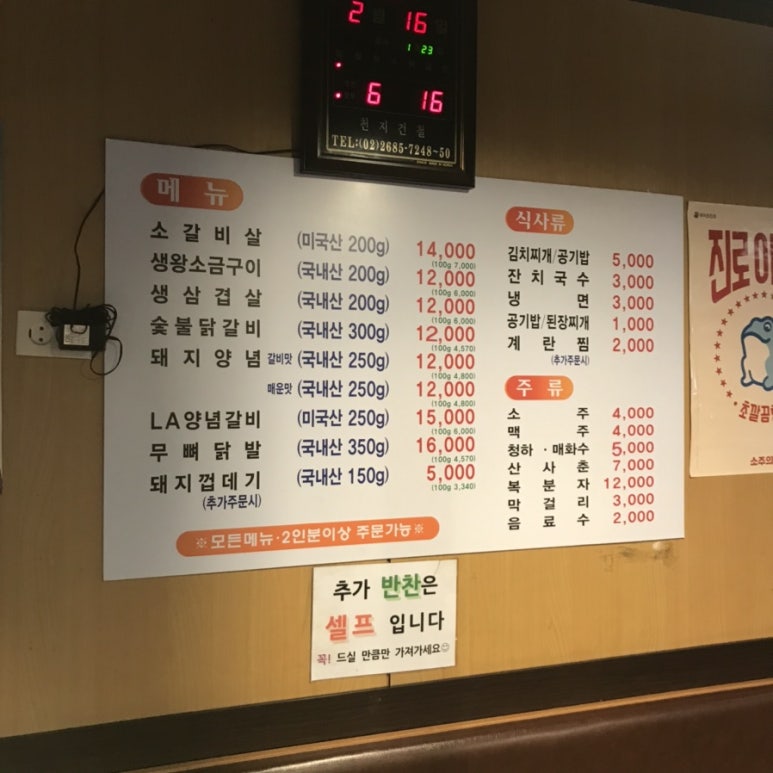 2 월 16 일
1 23
6 16
천지건철
TEL:(02)2685-7248~50
메뉴
소갈비살 (미국산 200g) 14,000
(100g 7,000)
생왕소금구이 (국내산 200g) 12,000
(100g 6,000)
생삼겹살 (국내산 200g) 12,000
(100g 6,000)
숯불닭갈비 (국내산 300g) 12,000
(100g 4,570)
돼지양념 갈비맛 (국내산 250g) 12,000
(100g 4,800)
매운맛 (국내산 250g) 12,000
(100g 4,800)
LA양념갈비 (미국산 250g) 15,000
(100g 6,000)
무뼈닭발 (국내산 350g) 16,000
(100g 4,570)
돼지껍데기 (국내산 150g) 5,000
(추가주문시) (100g 3,340)
※모든메뉴·2인분이상 주문가능※
식사류
김치찌개/공기밥 5,000
잔치국수 3,000
냉면 3,000
공기밥/된장찌개 1,000
계란찜 2,000
(추가주문시)
주류
소주 4,000
맥주 4,000
청하·매화수 5,000
산사춘 7,000
복분자 12,000
막걸리 3,000
음료수 2,000
추가 반찬은
셀프 입니다
꼭! 드실 만큼만 가져가세요☺
진로이
초깔끔
소주의